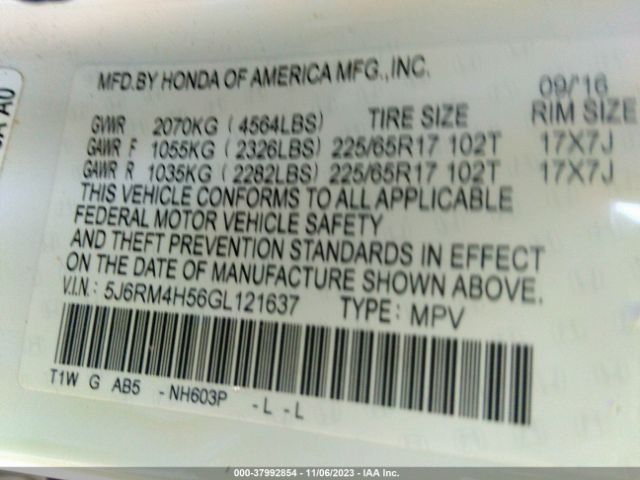 MFD. BY HONDA OF AMERICA MFG., INC. 09/16
GVWR 2070KG ( 4564LBS) TIRE SIZE RIM SIZE
GAWR F 1055KG ( 2326LBS) 225/65R17 102T 17X7J
GAWR R 1035KG ( 2282LBS) 225/65R17 102T 17X7J
THIS VEHICLE CONFORMS TO ALL APPLICABLE
FEDERAL MOTOR VEHICLE SAFETY
AND THEFT PREVENTION STANDARDS IN EFFECT
ON THE DATE OF MANUFACTURE SHOWN ABOVE.
V.I.N.: 5J6RM4H56GL121637 TYPE: MPV
T1W G AB5 - NH603P - L - L
000-37992854 | 11/06/2023 | IAA Inc.